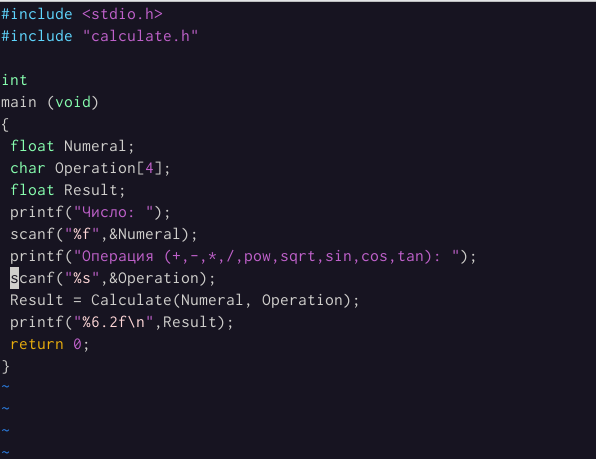 #include <stdio.h>
#include "calculate.h"

int
main (void)
{
 float Numeral;
 char Operation[4];
 float Result;
 printf("Число: ");
 scanf("%f",&Numeral);
 printf("Операция (+,-,*,/,pow,sqrt,sin,cos,tan): ");
 scanf("%s",&Operation);
 Result = Calculate(Numeral, Operation);
 printf("%6.2f\n",Result);
 return 0;
}
~
~
~
~